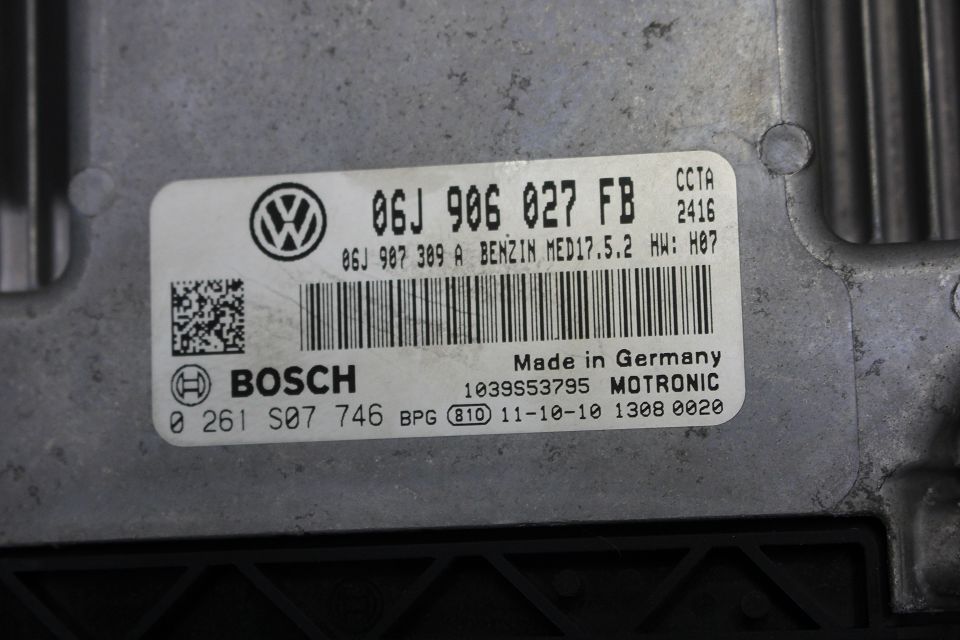 06J 906 027 FB
CCTA
2416
06J 907 309 A BENZIN MED17.5.2 HW: H07
Made in Germany
BOSCH
1039S53795 MOTRONIC
0 261 S07 746 BPG 810 11-10-10 1308 0020